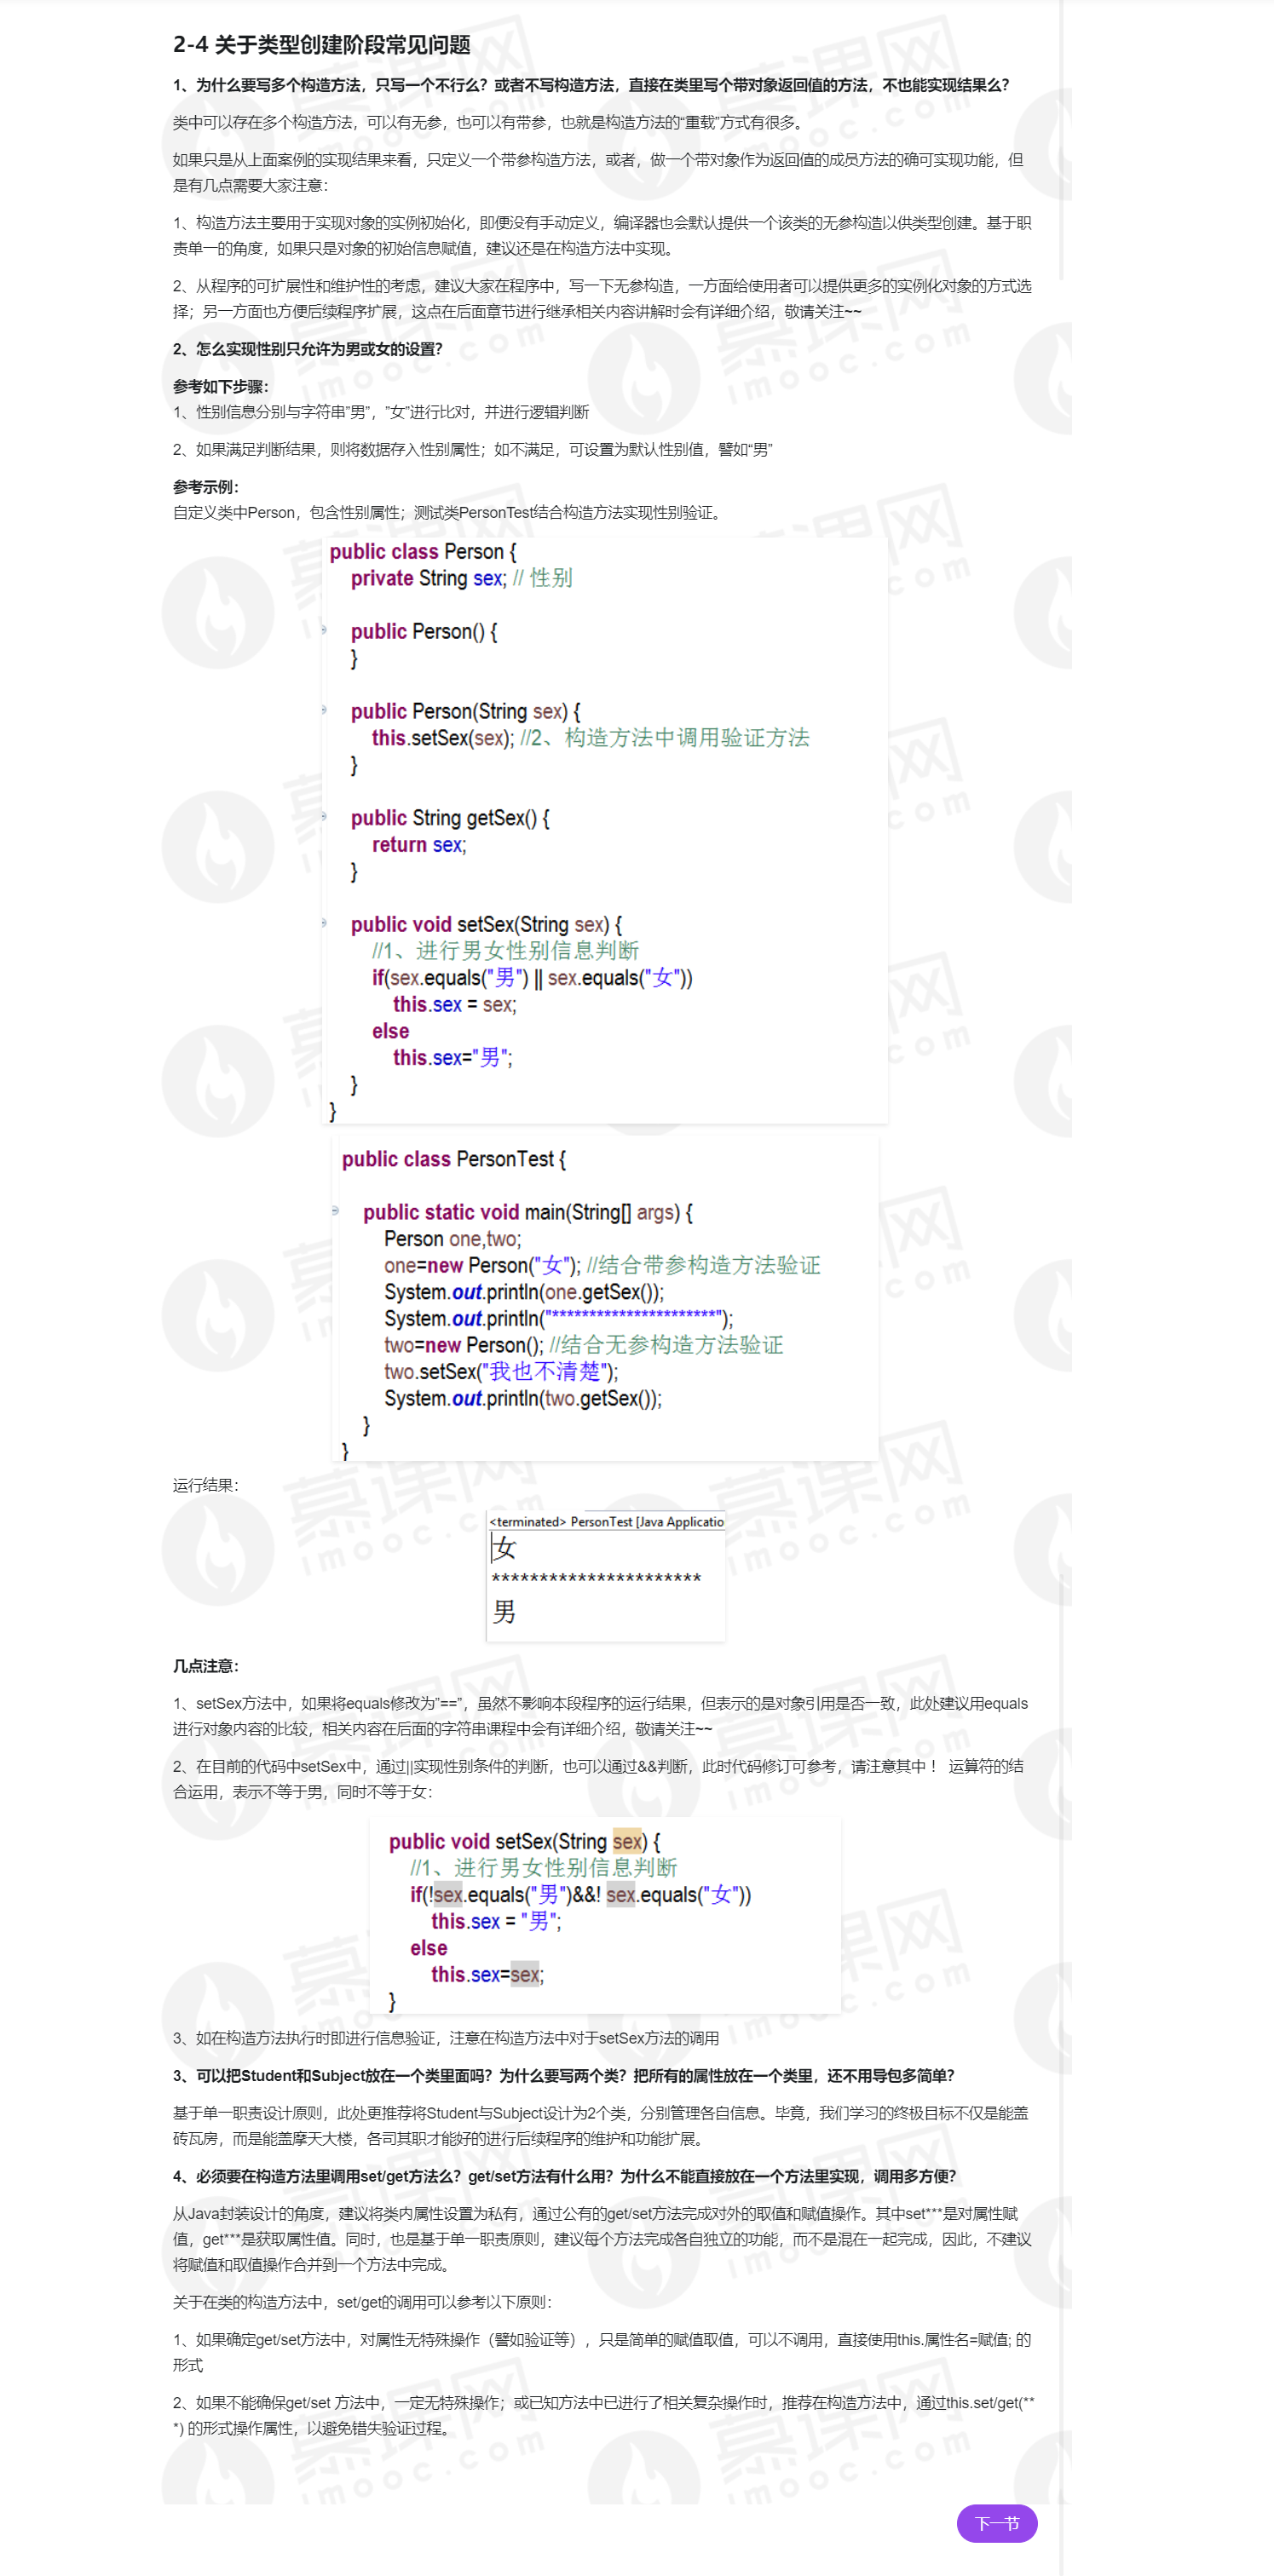 2-4 关于类型创建阶段常见问题
1、为什么要写多个构造方法，只写一个不行么？或者不写构造方法，直接在类里写个带对象返回值的方法，不也能实现结果么？
类中可以存在多个构造方法，可以有无参，也可以有带参，也就是构造方法的“重载”方式有很多。
如果只是从上面案例的实现结果来看，只定义一个带参构造方法，或者，做一个带对象作为返回值的成员方法的确可实现功能，但
是有几点需要大家注意：
1、构造方法主要用于实现对象的实例初始化，即便没有手动定义，编译器也会默认提供一个该类的无参构造以供类型创建。基于职
责单一的角度，如果只是对象的初始信息赋值，建议还是在构造方法中实现。
2、从程序的可扩展性和维护性的考虑，建议大家在程序中，写一下无参构造，一方面给使用者可以提供更多的实例化对象的方式选
择；另一方面也方便后续程序扩展，这点在后面章节进行继承相关内容讲解时会有详细介绍，敬请关注~~
2、怎么实现性别只允许为男或女的设置？
参考如下步骤：
1、性别信息分别与字符串”男”，”女”进行比对，并进行逻辑判断
2、如果满足判断结果，则将数据存入性别属性；如不满足，可设置为默认性别值，譬如“男”
参考示例：
自定义类中Person，包含性别属性；测试类PersonTest结合构造方法实现性别验证。
public class Person {
private String sex; // 性别
public Person() {
}
public Person(String sex) {
this.setSex(sex); //2、构造方法中调用验证方法
}
public String getSex() {
return sex;
}
public void setSex(String sex) {
//1、进行男女性别信息判断
if(sex.equals("男") || sex.equals("女"))
this.sex = sex;
else
this.sex="男";
}
}
public class PersonTest {
public static void main(String[] args) {
Person one,two;
one=new Person("女"); //结合带参构造方法验证
System.out.println(one.getSex());
System.out.println("**********************");
two=new Person(); //结合无参构造方法验证
two.setSex("我也不清楚");
System.out.println(two.getSex());
}
}
运行结果：
<terminated> PersonTest [Java Applicatio
女
**********************
男
几点注意：
1、setSex方法中，如果将equals修改为”==”，虽然不影响本段程序的运行结果，但表示的是对象引用是否一致，此处建议用equals
进行对象内容的比较，相关内容在后面的字符串课程中会有详细介绍，敬请关注~~
2、在目前的代码中setSex中，通过||实现性别条件的判断，也可以通过&&判断，此时代码修订可参考，请注意其中！ 运算符的结
合运用，表示不等于男，同时不等于女：
public void setSex(String sex) {
//1、进行男女性别信息判断
if(!sex.equals("男")&&! sex.equals("女"))
this.sex = "男";
else
this.sex=sex;
}
3、如在构造方法执行时即进行信息验证，注意在构造方法中对于setSex方法的调用
3、可以把Student和Subject放在一个类里面吗？为什么要写两个类？把所有的属性放在一个类里，还不用导包多简单？
基于单一职责设计原则，此处更推荐将Student与Subject设计为2个类，分别管理各自信息。毕竟，我们学习的终极目标不仅是能盖
砖瓦房，而是能盖摩天大楼，各司其职才能好的进行后续程序的维护和功能扩展。
4、必须要在构造方法里调用set/get方法么？get/set方法有什么用？为什么不能直接放在一个方法里实现，调用多方便？
从Java封装设计的角度，建议将类内属性设置为私有，通过公有的get/set方法完成对外的取值和赋值操作。其中set***是对属性赋
值，get***是获取属性值。同时，也是基于单一职责原则，建议每个方法完成各自独立的功能，而不是混在一起完成，因此，不建议
将赋值和取值操作合并到一个方法中完成。
关于在类的构造方法中，set/get的调用可以参考以下原则：
1、如果确定get/set方法中，对属性无特殊操作（譬如验证等），只是简单的赋值取值，可以不调用，直接使用this.属性名=赋值; 的
形式
2、如果不能确保get/set 方法中，一定无特殊操作；或已知方法中已进行了相关复杂操作时，推荐在构造方法中，通过this.set/get(**
*) 的形式操作属性，以避免错失验证过程。
下一节